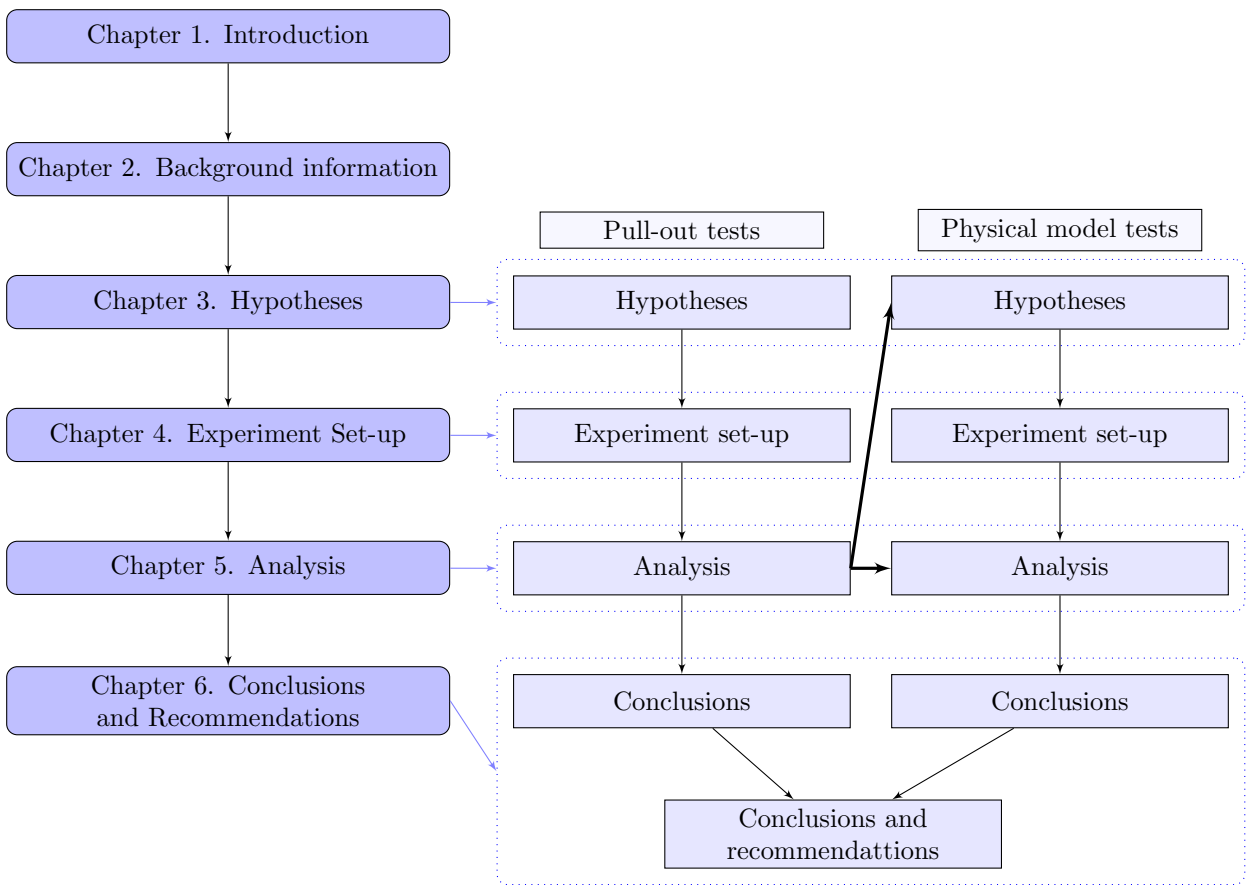 Chapter 1. Introduction
Chapter 2. Background information
Pull-out tests
Physical model tests
Chapter 3. Hypotheses
Hypotheses
Hypotheses
Chapter 4. Experiment Set-up
Experiment set-up
Experiment set-up
Chapter 5. Analysis
Analysis
Analysis
Chapter 6. Conclusions
and Recommendations
Conclusions
Conclusions
Conclusions and
recommendattions